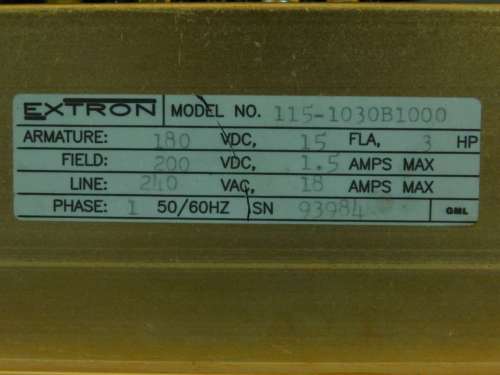 EXTRON MODEL NO. 115-1030B1000
ARMATURE: 180 VDC, 15 FLA, 3 HP
FIELD: 200 VDC, 1.5 AMPS MAX
LINE: 240 VAC, 18 AMPS MAX
PHASE: 1 50/60HZ SN 93984 GML